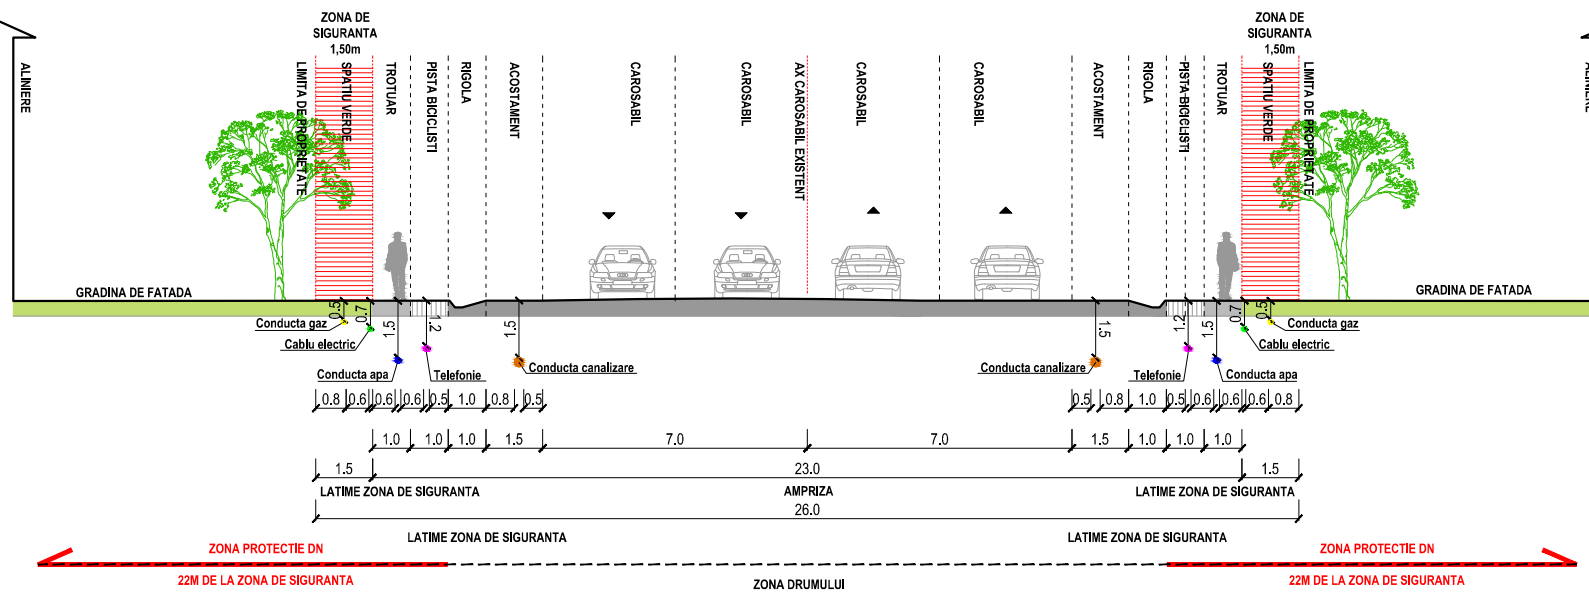 ZONA DE
SIGURANTA
1,50m
ZONA DE
SIGURANTA
1,50m
ALINIERE
LIMITA DE PROPRIETATE
SPATIU VERDE
TROTUAR
PISTA BICICLISTI
RIGOLA
ACOSTAMENT
CAROSABIL
CAROSABIL
AX CAROSABIL EXISTENT
CAROSABIL
CAROSABIL
ACOSTAMENT
RIGOLA
PISTA BICICLISTI
TROTUAR
SPATIU VERDE
LIMITA DE PROPRIETATE
ALINIERE
GRADINA DE FATADA
GRADINA DE FATADA
0.5
0.7
1.5
1.2
1.5
1.5
1.2
1.5
0.7
0.5
Conducta gaz
Conducta gaz
Cablu electric
Cablu electric
Conducta apa
Telefonie
Conducta canalizare
Conducta canalizare
Telefonie
Conducta apa
0.8 0.6 0.6 0.6 0.5 1.0 0.8 0.5
0.5 0.8 1.0 0.5 0.6 0.6 0.6 0.8
1.0 1.0 1.0 1.5 7.0 7.0 1.5 1.0 1.0 1.0
1.5 23.0 1.5
LATIME ZONA DE SIGURANTA
AMPRIZA
LATIME ZONA DE SIGURANTA
26.0
LATIME ZONA DE SIGURANTA
LATIME ZONA DE SIGURANTA
ZONA PROTECTIE DN
ZONA PROTECTIE DN
22M DE LA ZONA DE SIGURANTA
ZONA DRUMULUI
22M DE LA ZONA DE SIGURANTA